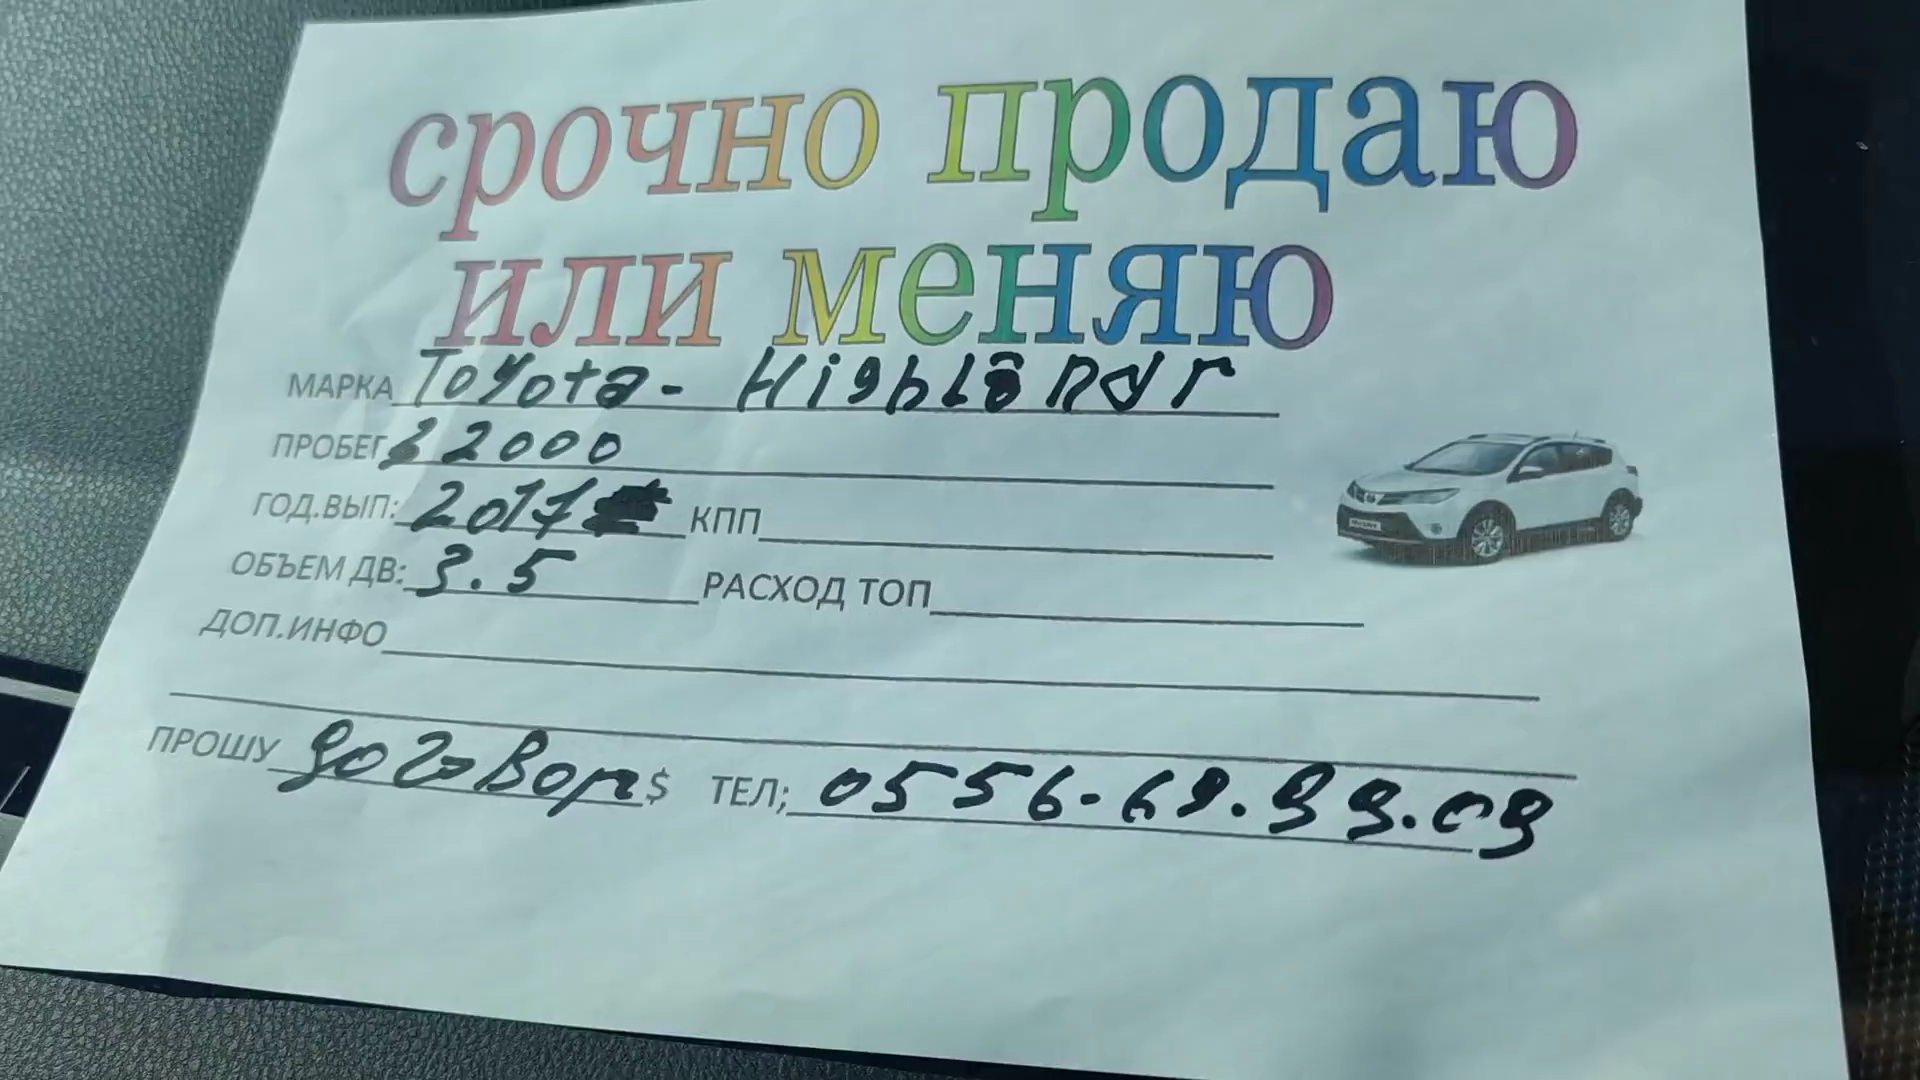 срочно продаю
или меняю
МАРКА Toyota- Highlandr
ПРОБЕГ 82000
ГОД.ВЫП: 2017 КПП
ОБЪЕМ ДВ: 3.5 РАСХОД ТОП
ДОП.ИНФО
ПРОШУ договор $ ТЕЛ; 0556-69.99.09